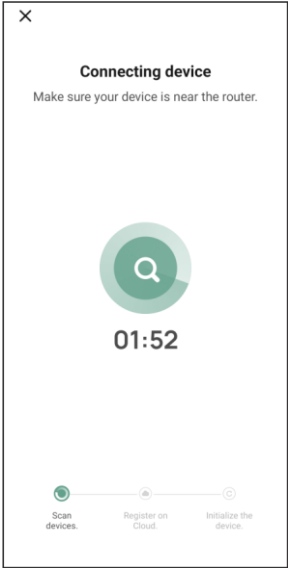 Connecting device
Make sure your device is near the router.
01:52
Scan
devices.
Register on
Cloud.
Initialize the
device.